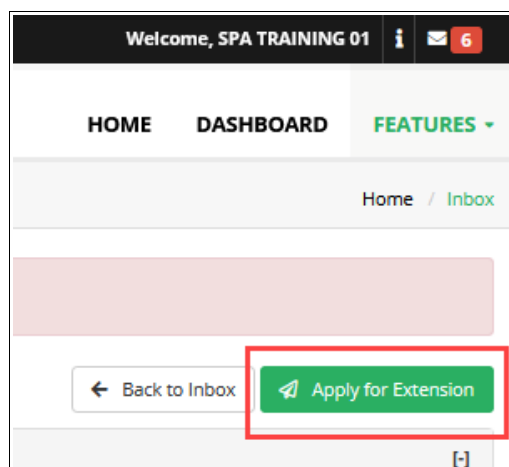 Welcome, SPA TRAINING 01 i 6
HOME DASHBOARD FEATURES
Home / Inbox
Back to Inbox Apply for Extension
[-]